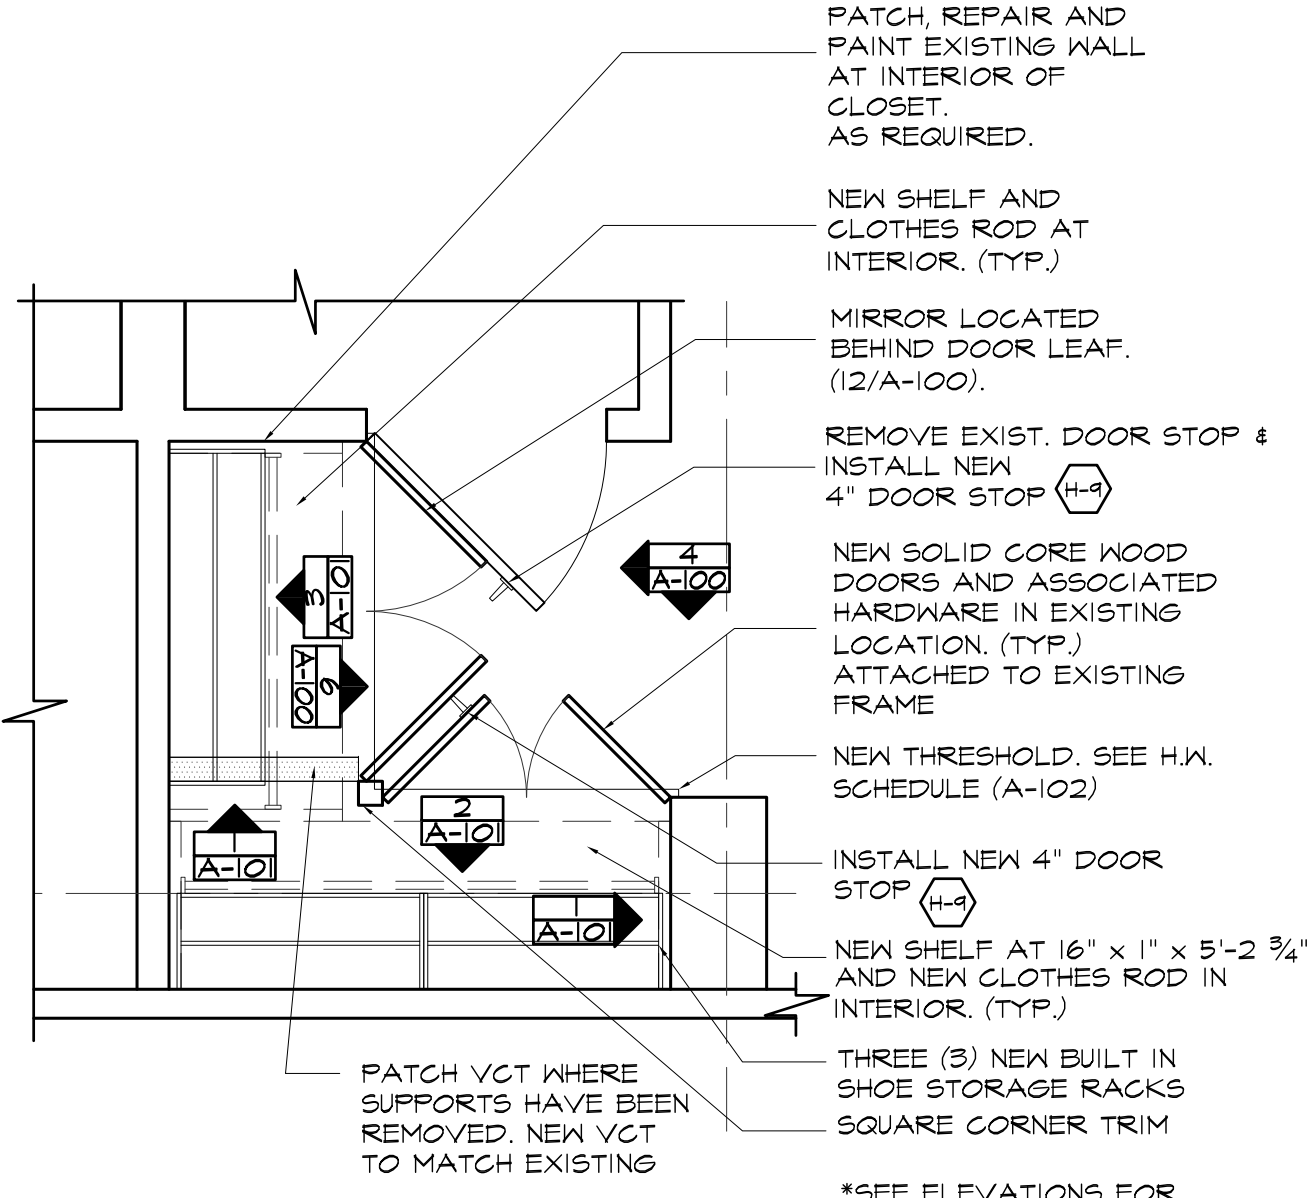 PATCH, REPAIR AND
PAINT EXISTING WALL
AT INTERIOR OF
CLOSET.
AS REQUIRED.
NEW SHELF AND
CLOTHES ROD AT
INTERIOR. (TYP.)
MIRROR LOCATED
BEHIND DOOR LEAF.
(12/A-100).
REMOVE EXIST. DOOR STOP &
INSTALL NEW
4" DOOR STOP H-9
NEW SOLID CORE WOOD
DOORS AND ASSOCIATED
HARDWARE IN EXISTING
LOCATION. (TYP.)
ATTACHED TO EXISTING
FRAME
NEW THRESHOLD. SEE H.W.
SCHEDULE (A-102)
INSTALL NEW 4" DOOR
STOP H-9
NEW SHELF AT 16" x 1" x 5'-2 3/4"
AND NEW CLOTHES ROD IN
INTERIOR. (TYP.)
THREE (3) NEW BUILT IN
SHOE STORAGE RACKS
SQUARE CORNER TRIM
*SEE ELEVATIONS FOR
PATCH VCT WHERE
SUPPORTS HAVE BEEN
REMOVED. NEW VCT
TO MATCH EXISTING
4
A-100
3
A-101
9
A-100
2
A-101
1
A-101
1
A-101